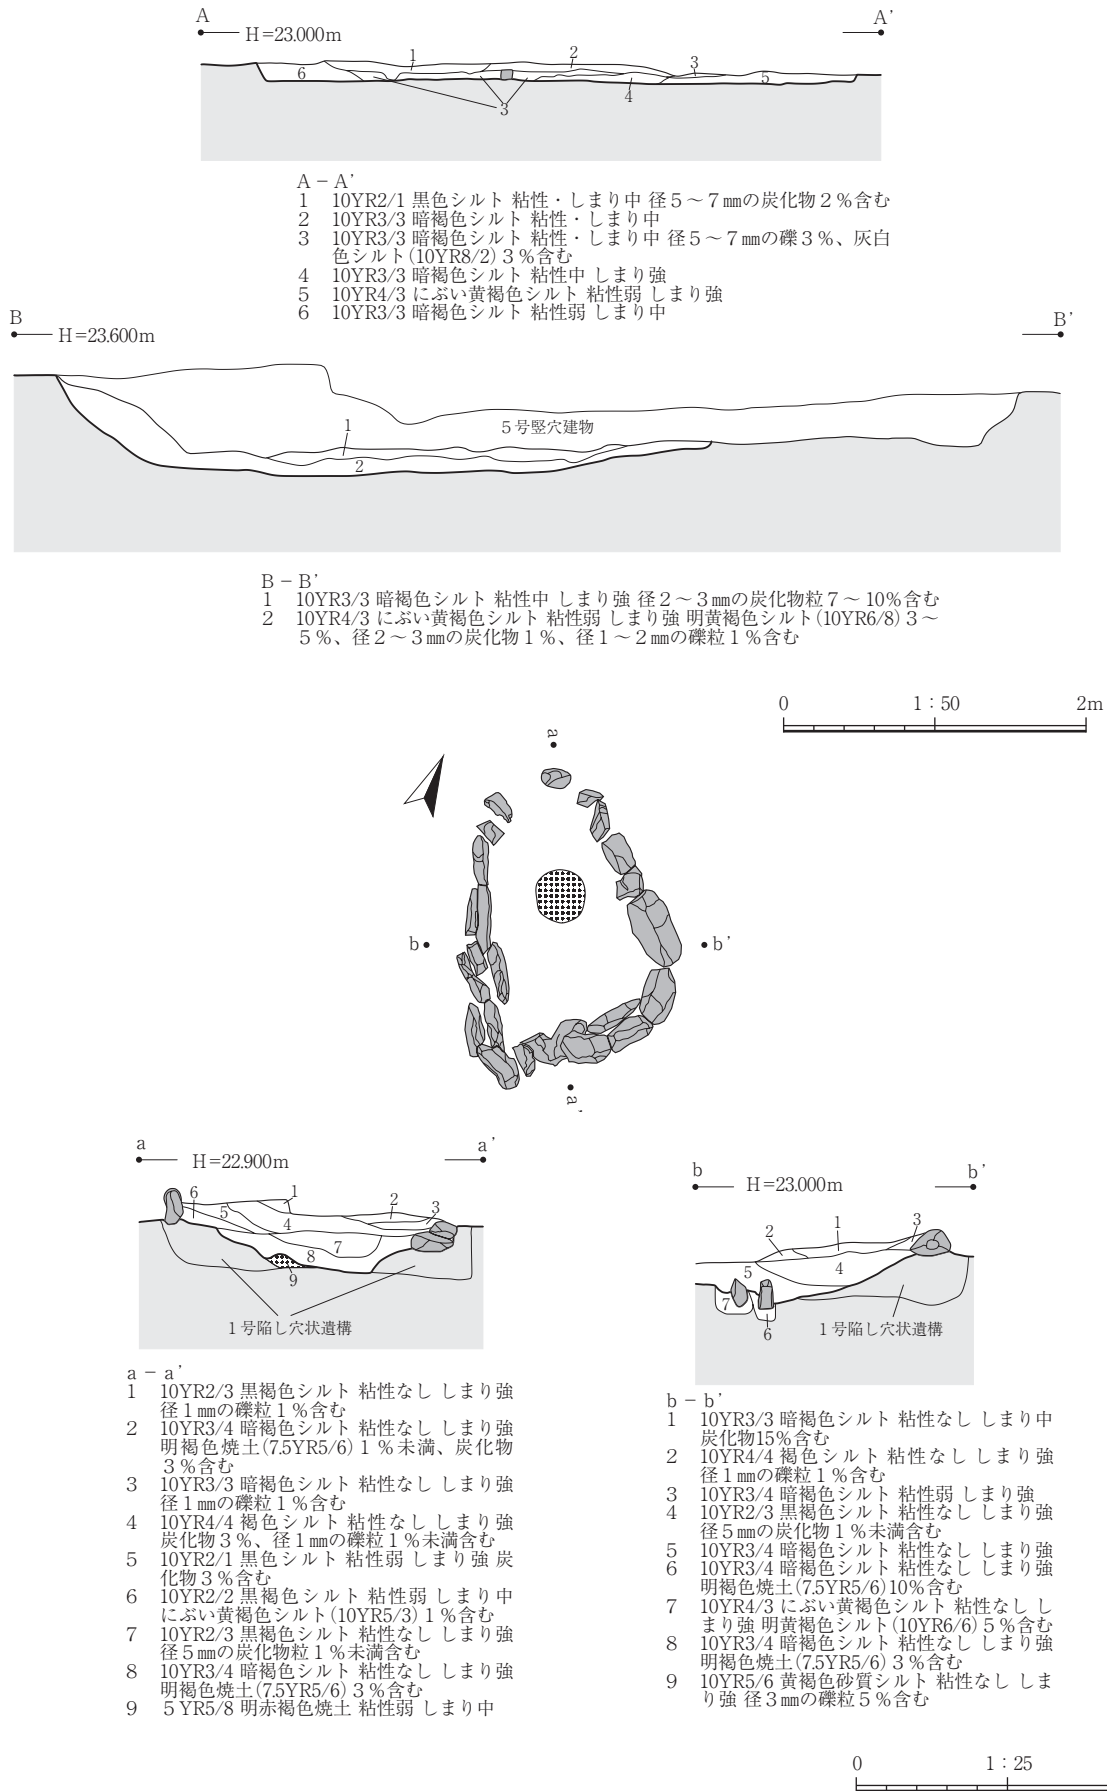 A A'
H=23.000m
1 2 3
6 5
3 4
A－A'
1 10YR2/1 黒色シルト 粘性・しまり中 径5～7㎜の炭化物2％含む
2 10YR3/3 暗褐色シルト 粘性・しまり中
3 10YR3/3 暗褐色シルト 粘性・しまり中 径5～7㎜の礫3％、灰白
色シルト(10YR8/2)3％含む
4 10YR3/3 暗褐色シルト 粘性中 しまり強
5 10YR4/3 にぶい黄褐色シルト 粘性弱 しまり強
6 10YR3/3 暗褐色シルト 粘性弱 しまり中
B B'
H=23.600m
5号竪穴建物
1
2
B－B'
1 10YR3/3 暗褐色シルト 粘性中 しまり強 径2～3㎜の炭化物粒7～10％含む
2 10YR4/3 にぶい黄褐色シルト 粘性弱 しまり強 明黄褐色シルト(10YR6/8)3～
5％、径2～3㎜の炭化物1％、径1～2㎜の礫粒1％含む
0 1：50 2m
a
b b'
a'
a a'
H=22.900m
6 5 1 4 2 3
8 7
9
1号陥し穴状遺構
a－a'
1 10YR2/3 黒褐色シルト 粘性なし しまり強
径1㎜の礫粒1％含む
2 10YR3/4 暗褐色シルト 粘性なし しまり強
明褐色焼土(7.5YR5/6)1％未満、炭化物
3％含む
3 10YR3/3 暗褐色シルト 粘性なし しまり強
径1㎜の礫粒1％含む
4 10YR4/4 褐色シルト 粘性なし しまり強
炭化物3％、径1㎜の礫粒1％未満含む
5 10YR2/1 黒色シルト 粘性弱 しまり強 炭
化物3％含む
6 10YR2/2 黒褐色シルト 粘性弱 しまり中
にぶい黄褐色シルト(10YR5/3)1％含む
7 10YR2/3 黒褐色シルト 粘性なし しまり強
径5㎜の炭化物粒1％未満含む
8 10YR3/4 暗褐色シルト 粘性なし しまり強
明褐色焼土(7.5YR5/6)3％含む
9 5YR5/8 明赤褐色焼土 粘性弱 しまり中
b b'
H=23.000m
2 1 3
5 4
7
6
1号陥し穴状遺構
b－b'
1 10YR3/3 暗褐色シルト 粘性なし しまり中
炭化物15％含む
2 10YR4/4 褐色シルト 粘性なし しまり強
径1㎜の礫粒1％含む
3 10YR3/4 暗褐色シルト 粘性弱 しまり強
4 10YR2/3 黒褐色シルト 粘性なし しまり強
径5㎜の炭化物1％未満含む
5 10YR3/4 暗褐色シルト 粘性なし しまり強
6 10YR3/4 暗褐色シルト 粘性なし しまり強
明褐色焼土(7.5YR5/6)10％含む
7 10YR4/3 にぶい黄褐色シルト 粘性なし し
まり強 明黄褐色シルト(10YR6/6)5％含む
8 10YR3/4 暗褐色シルト 粘性なし しまり強
明褐色焼土(7.5YR5/6)3％含む
9 10YR5/6 黄褐色砂質シルト 粘性なし しま
り強 径3㎜の礫粒5％含む
0 1：25